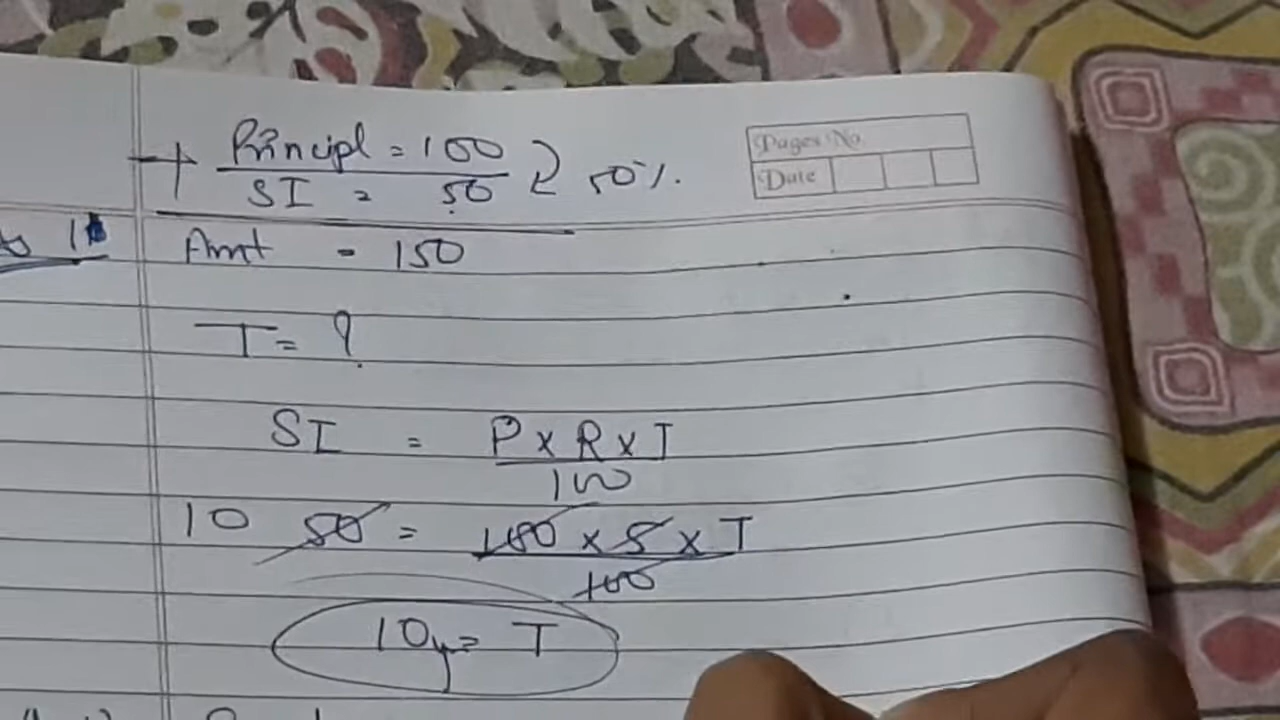 Pages No
Date
+ Principl = 100
SI = 50 50%.
Amt = 150
T = ?
SI = P x R x T
100
10 50 = 100 x 5 x T
100
10y = T